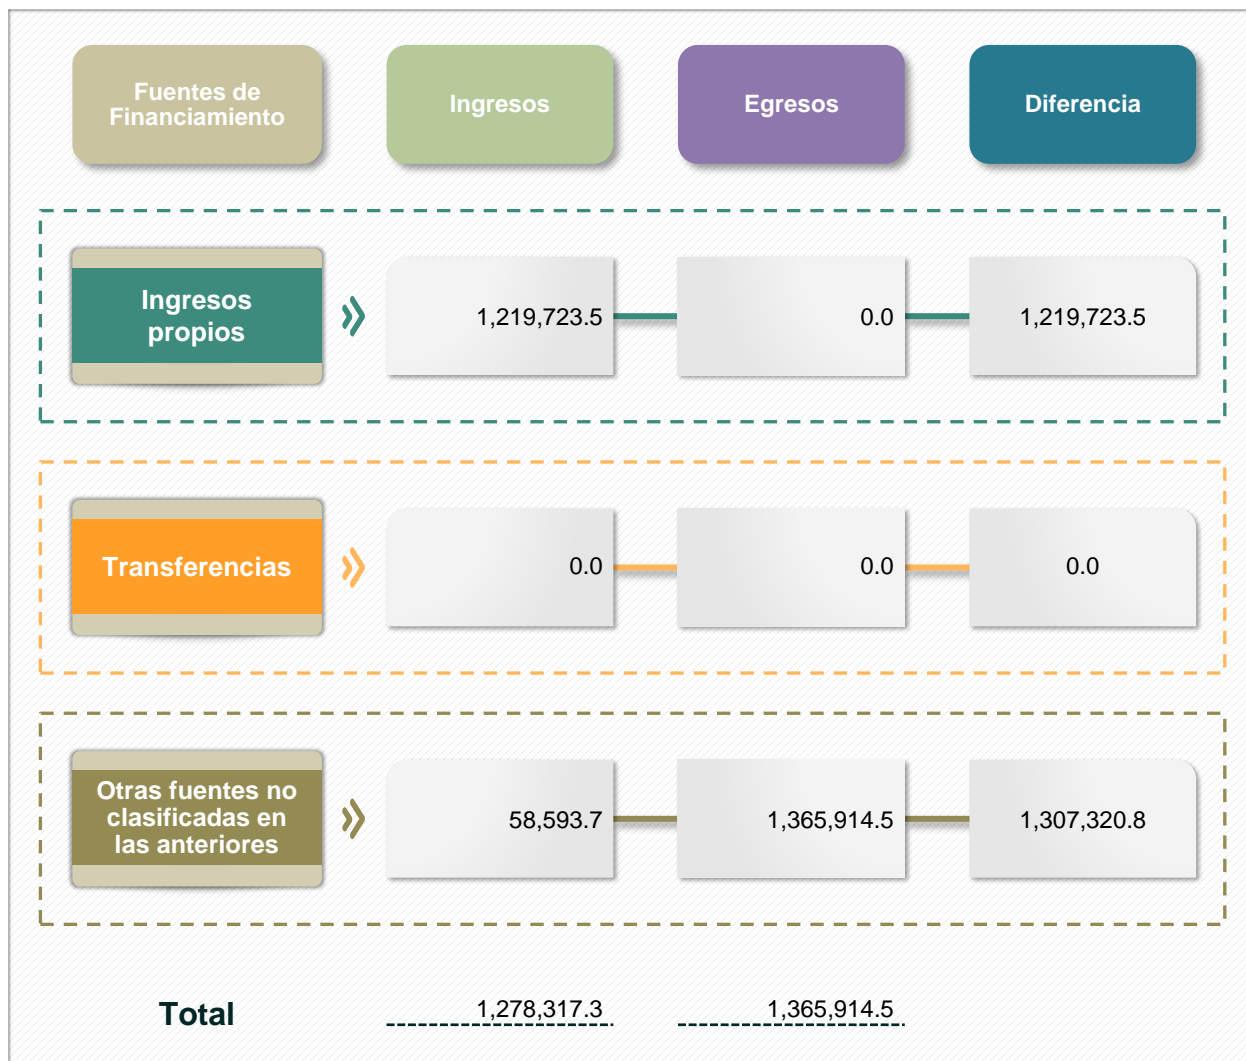 Fuentes de
Financiamiento
Ingresos
Egresos
Diferencia
Ingresos
propios
1,219,723.5
0.0
1,219,723.5
Transferencias
0.0
0.0
0.0
Otras fuentes no
clasificadas en
las anteriores
58,593.7
1,365,914.5
1,307,320.8
Total
1,278,317.3
1,365,914.5